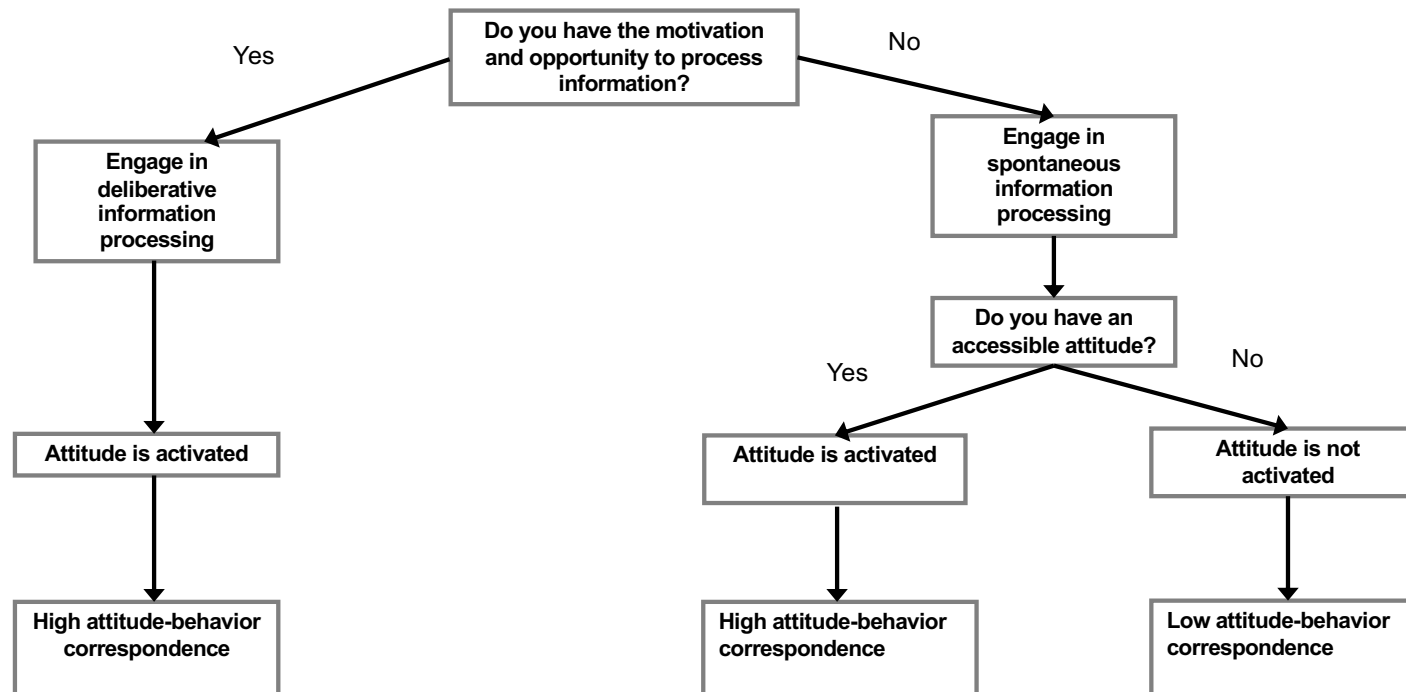 Do you have the motivation
and opportunity to process
information?
Yes
No
Engage in
deliberative
information
processing
Engage in
spontaneous
information
processing
Do you have an
accessible attitude?
Yes
No
Attitude is activated
Attitude is activated
Attitude is not
activated
High attitude-behavior
correspondence
High attitude-behavior
correspondence
Low attitude-behavior
correspondence